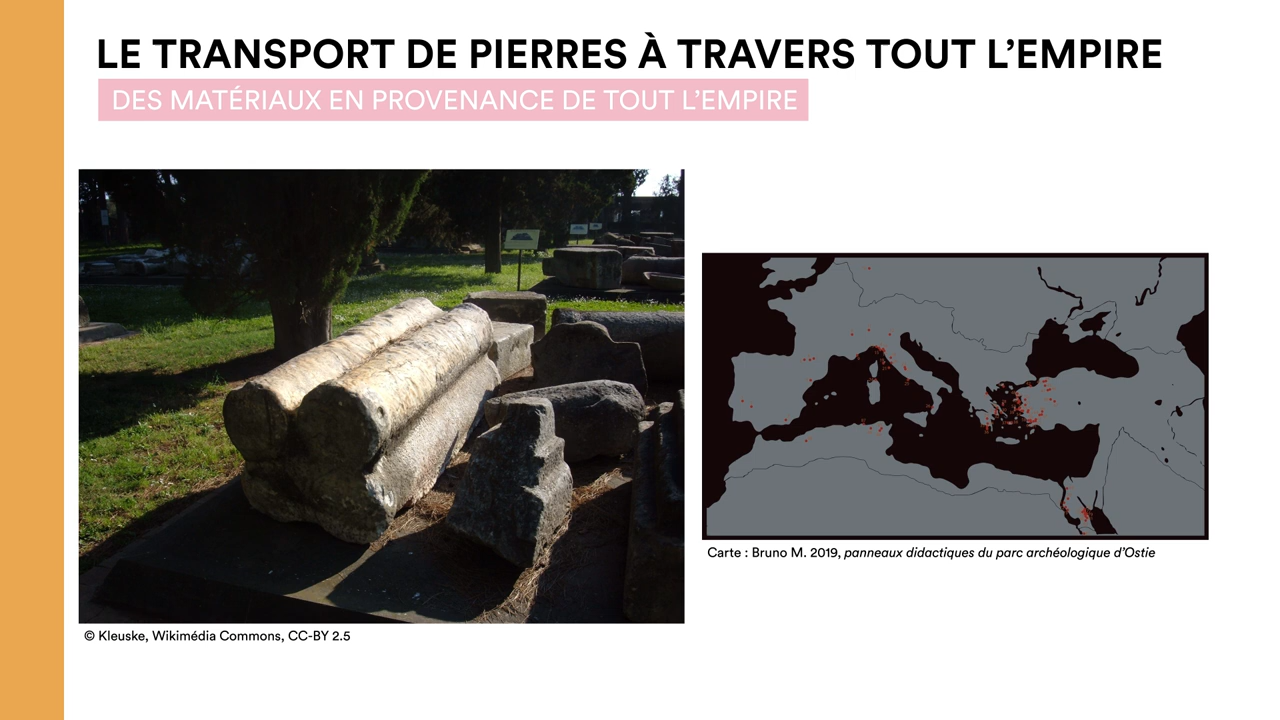 LE TRANSPORT DE PIERRES À TRAVERS TOUT L’EMPIRE
DES MATÉRIAUX EN PROVENANCE DE TOUT L’EMPIRE
Carte : Bruno M. 2019, panneaux didactiques du parc archéologique d’Ostie
© Kleuske, Wikimédia Commons, CC-BY 2.5